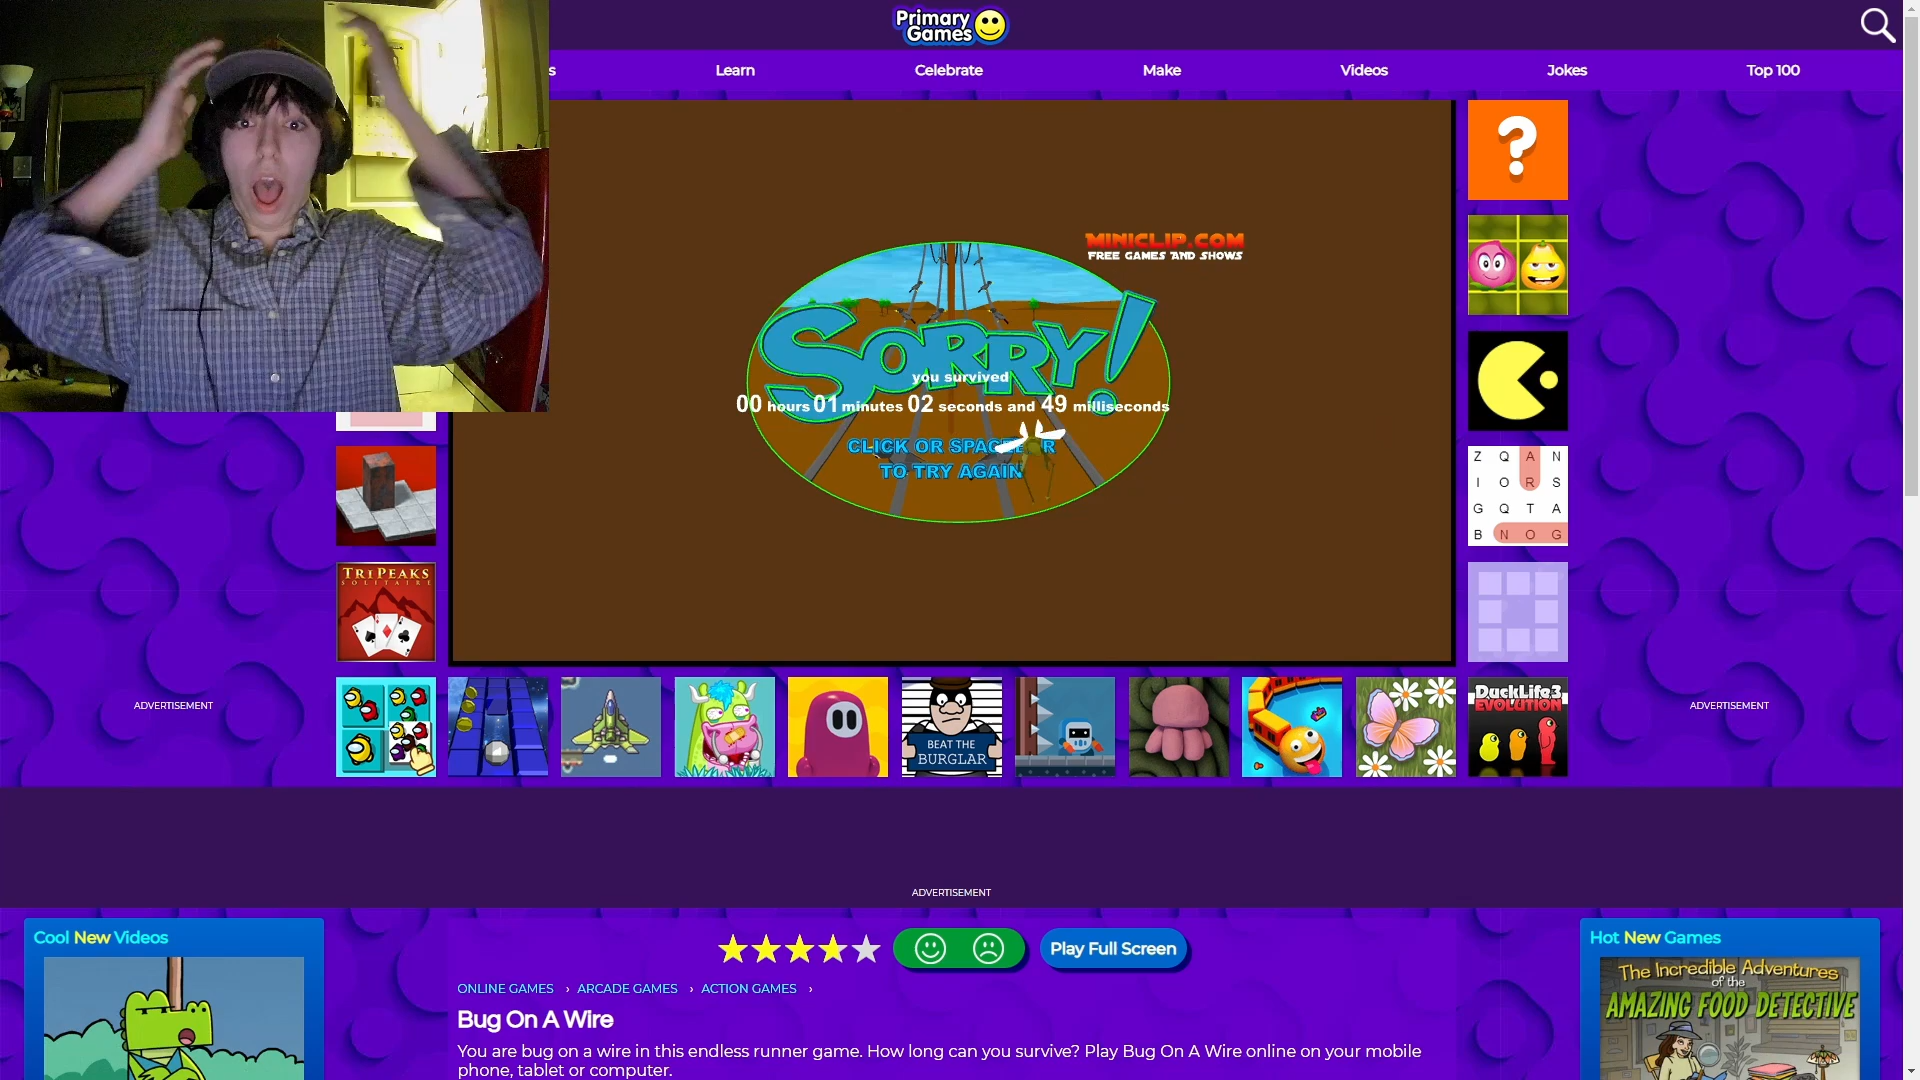 Primary
Games
s
Learn
Celebrate
Make
Videos
Jokes
Top 100
MINICLIP.COM
FREE GAMES AND SHOWS
SORRY!
you survived
00 hours 01 minutes 02 seconds and 49 milliseconds
CLICK OR
TO TRY AGAIN
?
Z Q A N
I O R S
G Q T A
B N O G
TRIPEAKS
SOLITAIRE
BEAT THE
BURGLAR
DuckLife3
EVOLUTION
ADVERTISEMENT
ADVERTISEMENT
ADVERTISEMENT
Cool New Videos
Play Full Screen
Hot New Games
The Incredible Adventures
of the
AMAZING FOOD DETECTIVE
ONLINE GAMES › ARCADE GAMES › ACTION GAMES ›
Bug On A Wire
You are bug on a wire in this endless runner game. How long can you survive? Play Bug On A Wire online on your mobile
phone, tablet or computer.